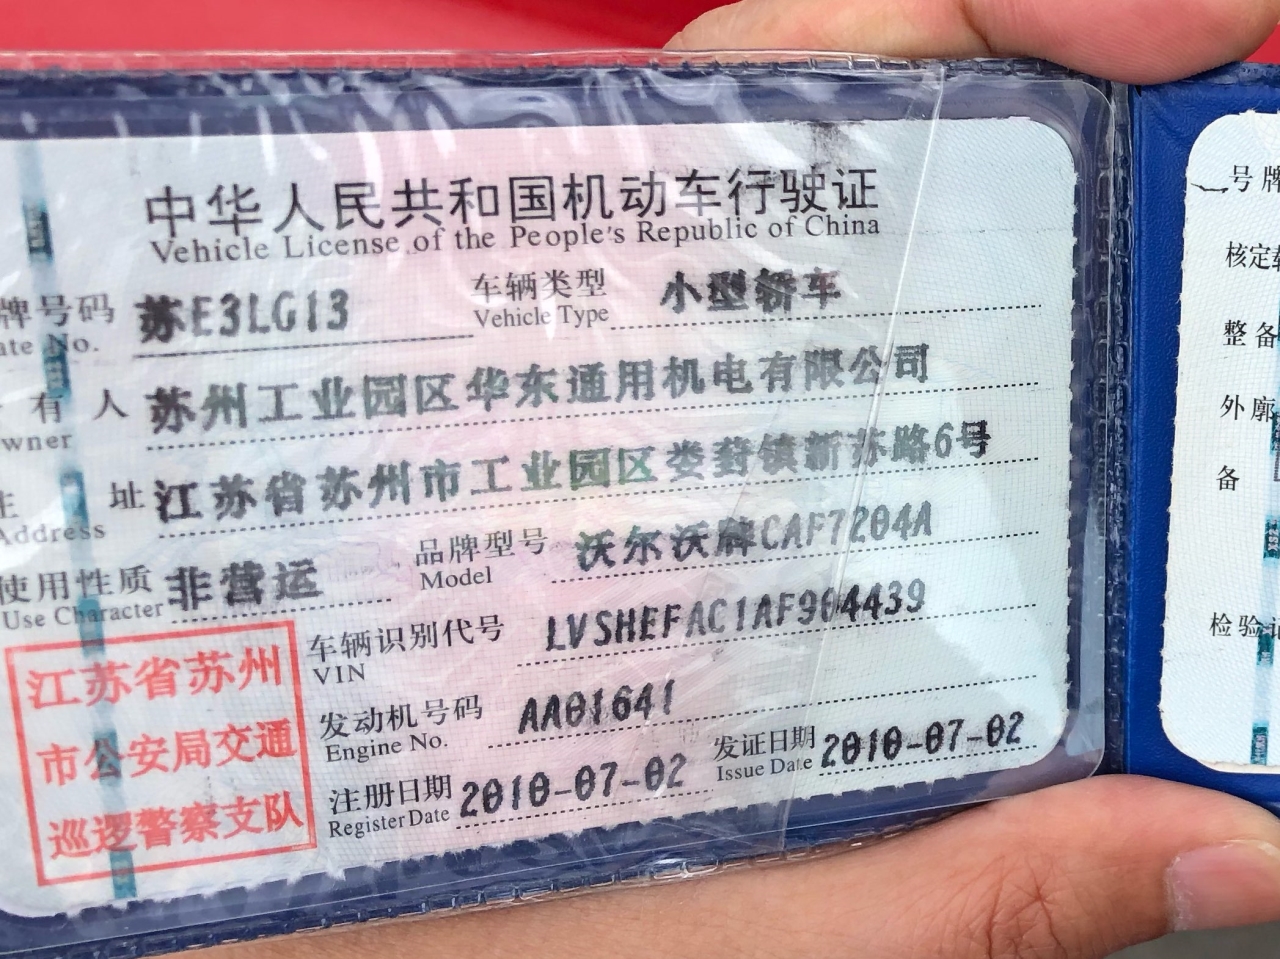 中华人民共和国机动车行驶证
Vehicle License of the People's Republic of China
牌号码 苏E3LG13 车辆类型 小型轿车
ate No. Vehicle Type
有人 苏州工业园区华东通用机电有限公司
wner
址 江苏省苏州市工业园区娄葑镇新苏路6号
Address
使用性质 非营运 品牌型号 沃尔沃牌CAF7204A
Use Character Model
车辆识别代号 LVSHEFAC1AF904439
VIN
发动机号码 AA01641
Engine No.
注册日期 2010-07-02 发证日期 2010-07-02
Register Date Issue Date
江苏省苏州
市公安局交通
巡逻警察支队
号牌
核定载
整备
外廓
备
检验记